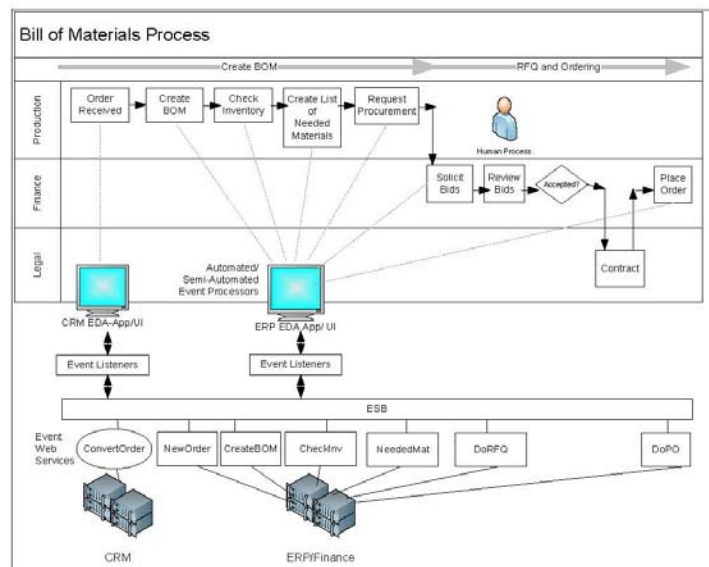 Bill of Materials Process
Create BOM
RFQ and Ordering
Production
Order
Received
Create
BOM
Check
Inventory
Create List
of
Needed
Materials
Request
Procurement
Human Process
Finance
Solicit
Bids
Review
Bids
Accepted?
Place
Order
Legal
Contract
Automated/
Semi-Automated
Event Processors
CRM EDA-App/UI
ERP EDA App/ UI
Event Listeners
Event Listeners
ESB
Event
Web
Services
ConvertOrder
NewOrder
CreateBOM
CheckInv
NeededMat
DoRFQ
DoPO
CRM
ERP/Finance